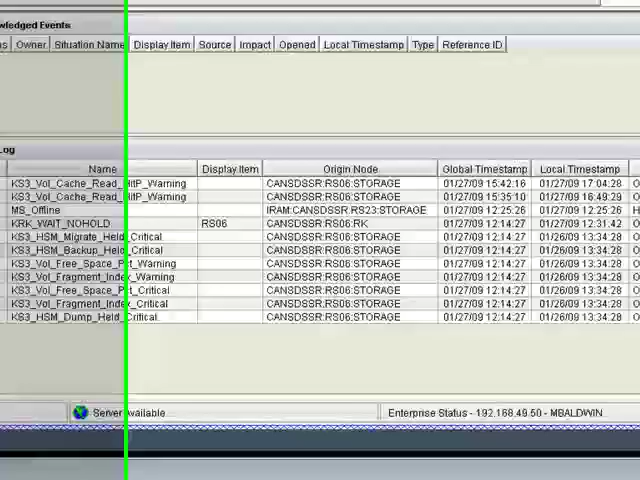 wledged Events
s Owner Situation Name Display Item Source Impact Opened Local Timestamp Type Reference ID
Log
Name Display Item Origin Node Global Timestamp Local Timestamp
KS3_Vol_Cache_Read_HitP_Warning CANSDSSR:RS06:STORAGE 01/27/09 15:42:16 01/27/09 17:04:28 O
KS3_Vol_Cache_Read_HitP_Warning CANSDSSR:RS06:STORAGE 01/27/09 15:35:10 01/27/09 16:49:29 O
MS_Offline IRAM:CANSDSSR:RS23:STORAGE 01/27/09 12:25:26 01/27/09 12:25:26 H
KRK_WAIT_NOHOLD RS06 CANSDSSR:RS06:RK 01/27/09 12:14:27 01/27/09 12:31:42 O
KS3_HSM_Migrate_Held_Critical CANSDSSR:RS06:STORAGE 01/27/09 12:14:27 01/26/09 13:34:28 O
KS3_HSM_Backup_Held_Critical CANSDSSR:RS06:STORAGE 01/27/09 12:14:27 01/26/09 13:34:28 O
KS3_Vol_Free_Space_Pct_Warning CANSDSSR:RS06:STORAGE 01/27/09 12:14:27 01/26/09 13:34:28 O
KS3_Vol_Fragment_Index_Warning CANSDSSR:RS06:STORAGE 01/27/09 12:14:27 01/26/09 13:34:28 O
KS3_Vol_Free_Space_Pct_Critical CANSDSSR:RS06:STORAGE 01/27/09 12:14:27 01/26/09 13:34:28 O
KS3_Vol_Fragment_Index_Critical CANSDSSR:RS06:STORAGE 01/27/09 12:14:27 01/26/09 13:34:28 O
KS3_HSM_Dump_Held_Critical CANSDSSR:RS06:STORAGE 01/27/09 12:14:27 01/26/09 13:34:28 O
Server Available Enterprise Status - 192.168.49.50 - MBALDWIN